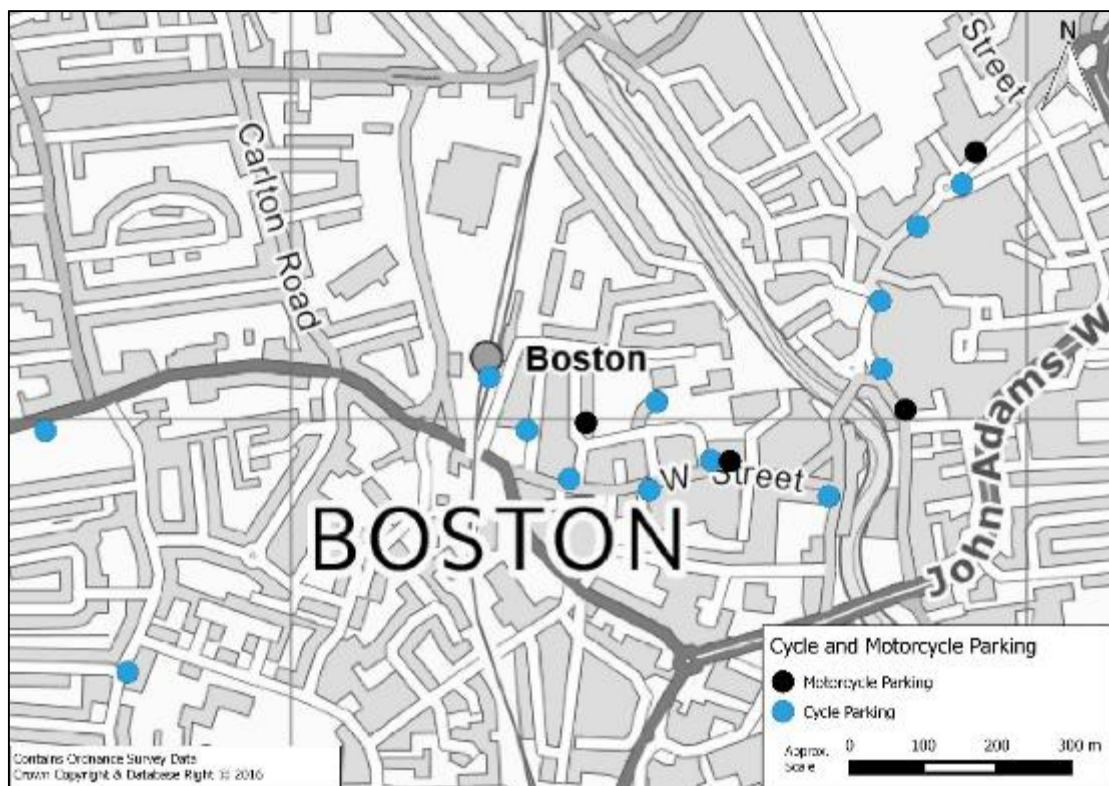 Street
N
Carlton Road
Boston
W Street
BOSTON
John=Adams=W
Cycle and Motorcycle Parking
Motorcycle Parking
Cycle Parking
Approx.
Scale
0 100 200 300 m
Contains Ordnance Survey Data
Crown Copyright & Database Right © 2016